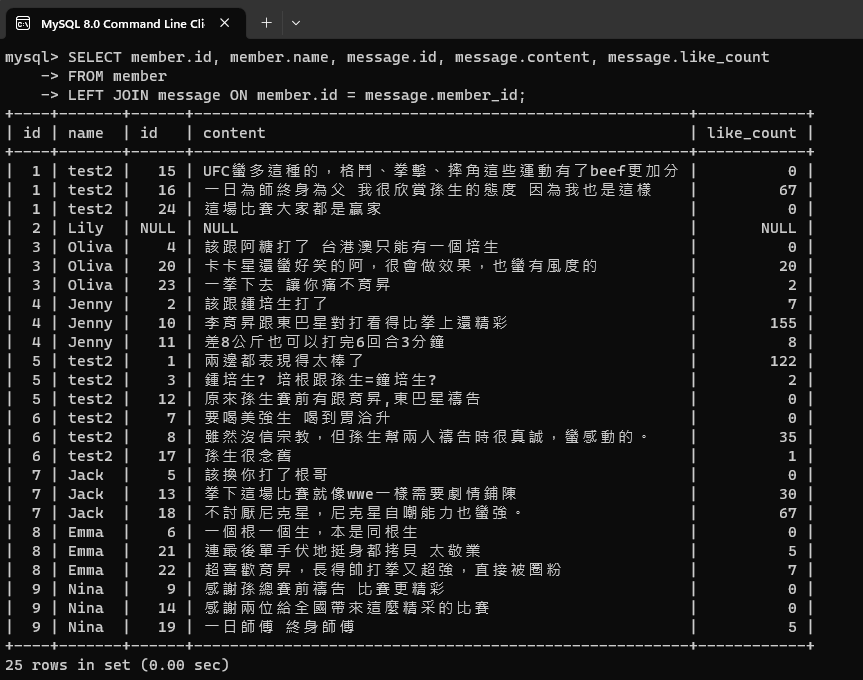 MySQL 8.0 Command Line Cli
mysql> SELECT member.id, member.name, message.id, message.content, message.like_count
    -> FROM member
    -> LEFT JOIN message ON member.id = message.member_id;
+----+-------+------+------------------------------------------------------+------------+
| id | name  | id   | content                                              | like_count |
+----+-------+------+------------------------------------------------------+------------+
|  1 | test2 |   15 | UFC蠻多這種的，格鬥、拳擊、摔角這些運動有了beef更加分 |          0 |
|  1 | test2 |   16 | 一日為師終身為父 我很欣賞孫生的態度 因為我也是這樣 |         67 |
|  1 | test2 |   24 | 這場比賽大家都是贏家 |          0 |
|  2 | Lily  | NULL | NULL                                                 |       NULL |
|  3 | Oliva |    4 | 該跟阿糖打了 台港澳只能有一個培生 |          0 |
|  3 | Oliva |   20 | 卡卡星還蠻好笑的阿，很會做效果，也蠻有風度的 |         20 |
|  3 | Oliva |   23 | 一拳下去 讓你痛不育昇 |          2 |
|  4 | Jenny |    2 | 該跟鍾培生打了 |          7 |
|  4 | Jenny |   10 | 李育昇跟東巴星對打看得比拳上還精彩 |        155 |
|  4 | Jenny |   11 | 差8公斤也可以打完6回合3分鐘 |          8 |
|  5 | test2 |    1 | 兩邊都表現得太棒了 |        122 |
|  5 | test2 |    3 | 鍾培生? 培根跟孫生=鐘培生? |          2 |
|  5 | test2 |   12 | 原來孫生賽前有跟育昇,東巴星禱告 |          0 |
|  6 | test2 |    7 | 要喝美強生 喝到胃洽升 |          0 |
|  6 | test2 |    8 | 雖然沒信宗教，但孫生幫兩人禱告時很真誠，蠻感動的。 |         35 |
|  6 | test2 |   17 | 孫生很念舊 |          1 |
|  7 | Jack  |    5 | 該換你打了根哥 |          0 |
|  7 | Jack  |   13 | 拳下這場比賽就像wwe一樣需要劇情鋪陳 |         30 |
|  7 | Jack  |   18 | 不討厭尼克星，尼克星自嘲能力也蠻強。 |         67 |
|  8 | Emma  |    6 | 一個根一個生，本是同根生 |          0 |
|  8 | Emma  |   21 | 連最後單手伏地挺身都拷貝 太敬業 |          5 |
|  8 | Emma  |   22 | 超喜歡育昇，長得帥打拳又超強，直接被圈粉 |          7 |
|  9 | Nina  |    9 | 感謝孫總賽前禱告 比賽更精彩 |          0 |
|  9 | Nina  |   14 | 感謝兩位給全國帶來這麼精采的比賽 |          0 |
|  9 | Nina  |   19 | 一日師傅 終身師傅 |          5 |
+----+-------+------+------------------------------------------------------+------------+
25 rows in set (0.00 sec)